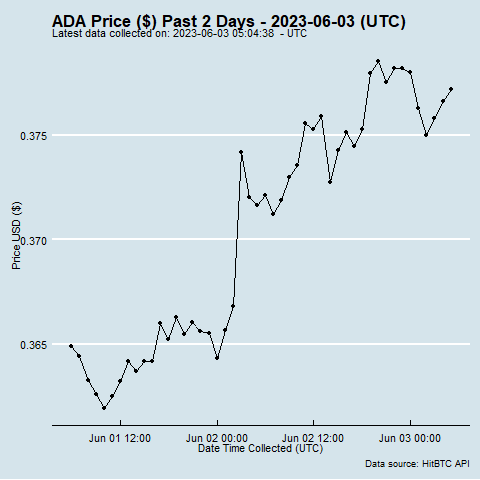 ADA Price ($) Past 2 Days - 2023-06-03 (UTC)
Latest data collected on: 2023-06-03 05:04:38  - UTC
0.375
0.370
0.365
Price USD ($)
Jun 01 12:00 Jun 02 00:00 Jun 02 12:00 Jun 03 00:00
Date Time Collected (UTC)
Data source: HitBTC API